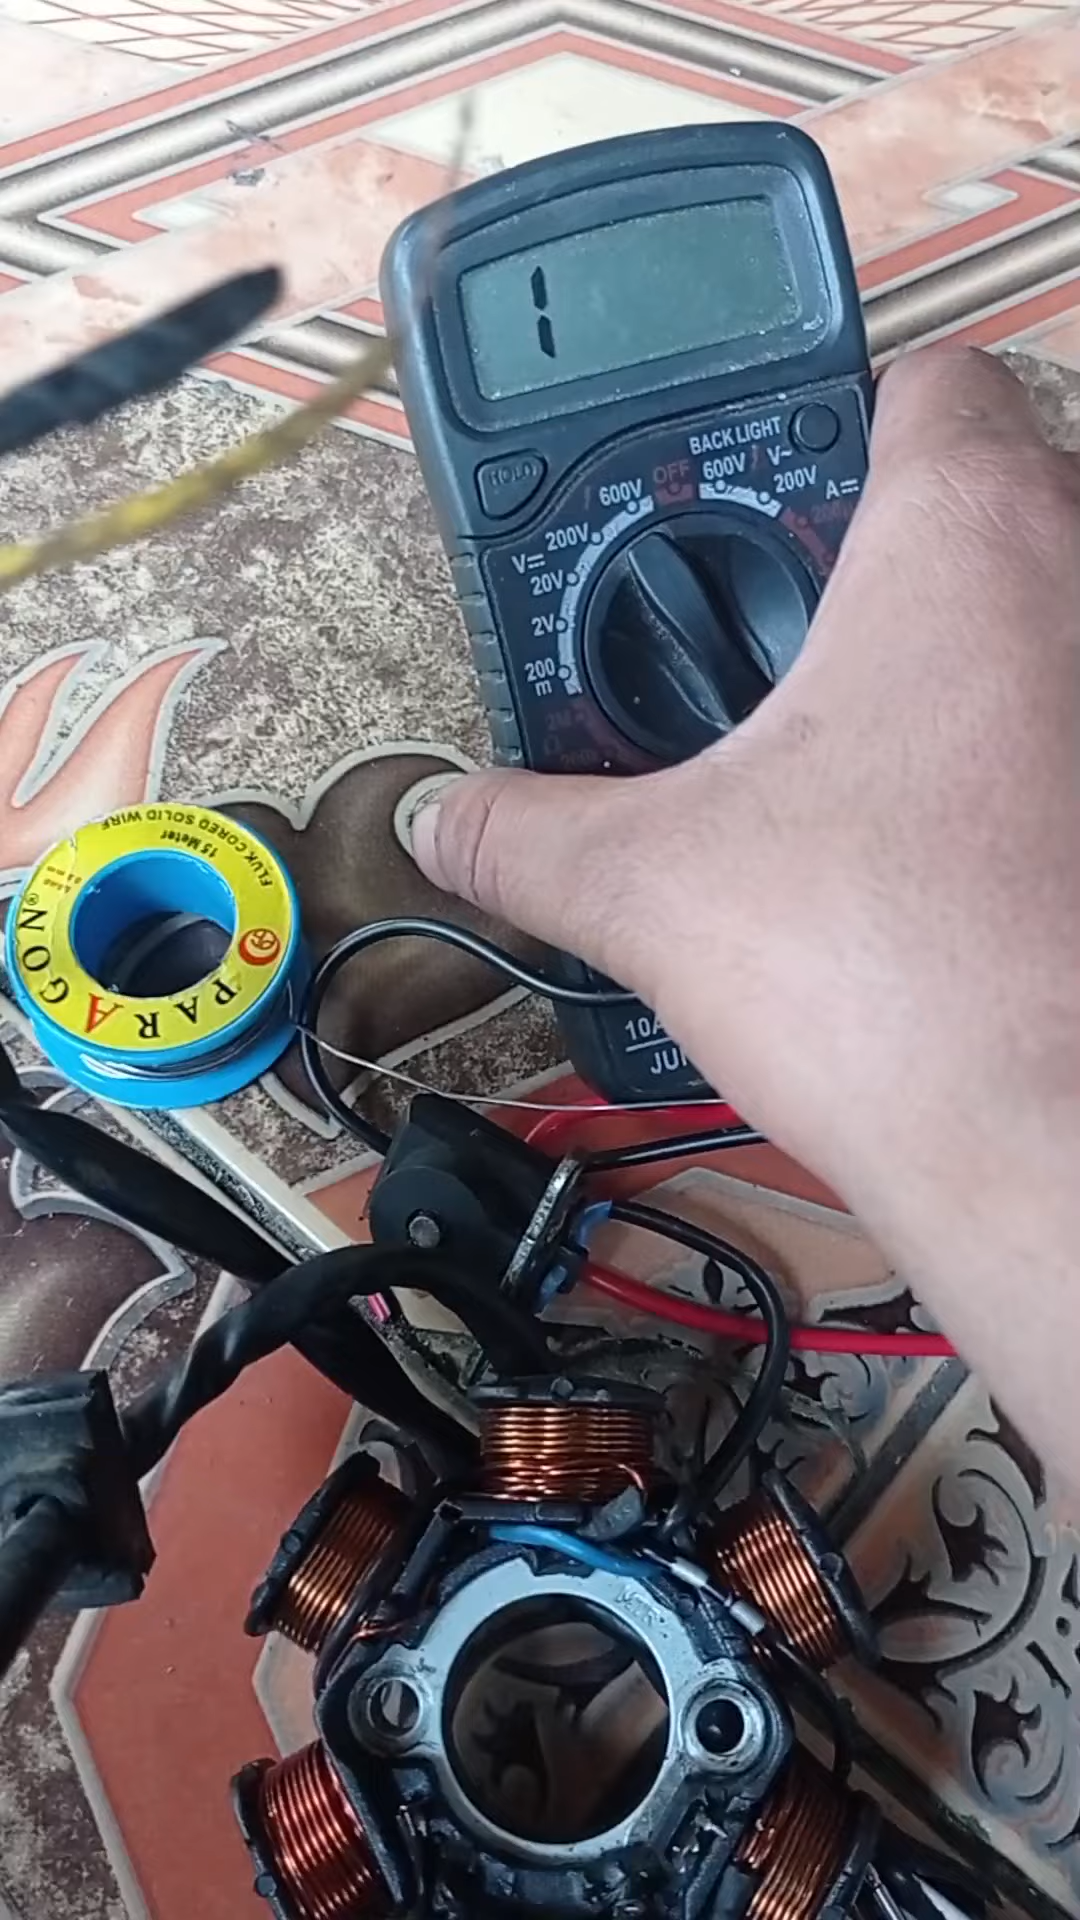 1
BACK LIGHT
HOLD
OFF
600V
V~
200V
A⎓
600V
200V
V⎓
20V
2V
200
m
2M
Ω
10A
FLUX CORED SOLID WIRE
15 Meter
PARAGON®